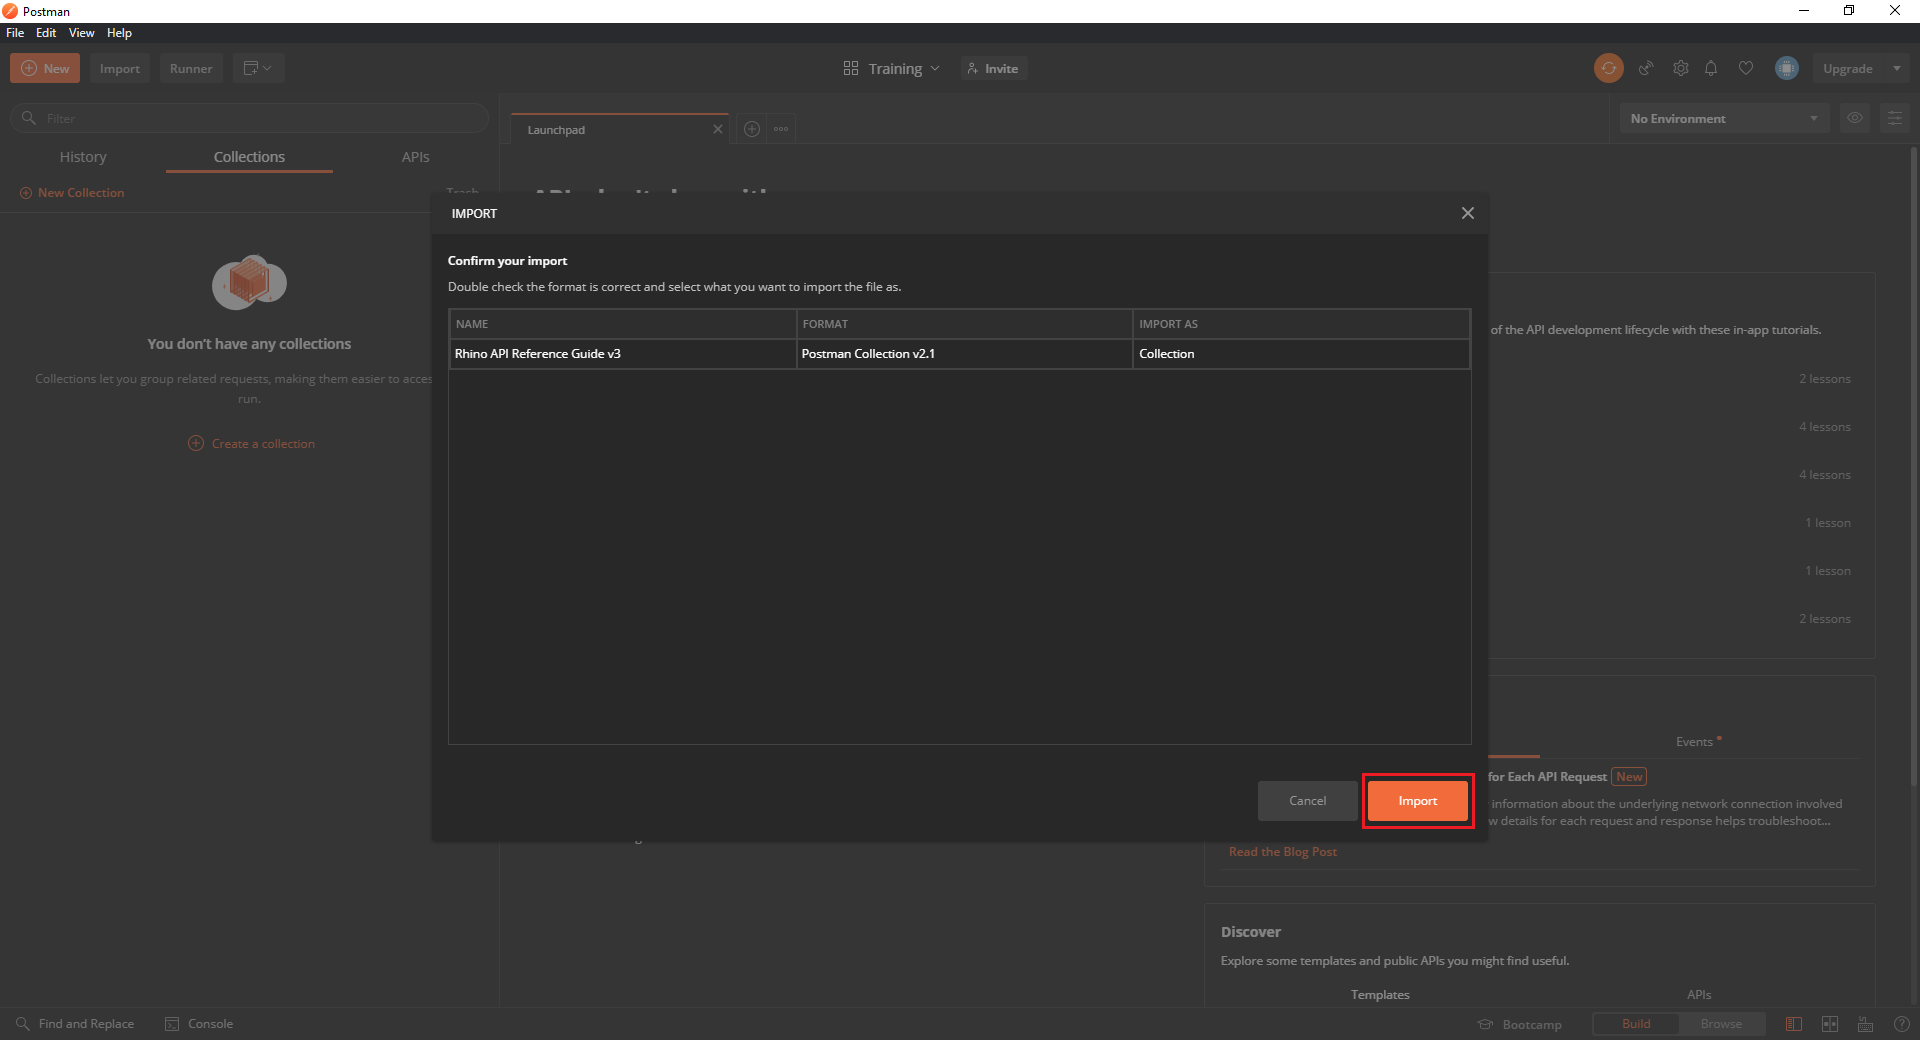 Postman
File Edit View Help
New Import Runner
Training
Invite
Upgrade
Filter
Launchpad
No Environment
History Collections APIs
New Collection
IMPORT
Confirm your import
Double check the format is correct and select what you want to import the file as.
NAME FORMAT IMPORT AS
Rhino API Reference Guide v3 Postman Collection v2.1 Collection
Cancel Import
You don't have any collections
Collections let you group related requests, making them easier to acces
run.
Create a collection
of the API development lifecycle with these in-app tutorials.
2 lessons
4 lessons
4 lessons
1 lesson
1 lesson
2 lessons
Events
for Each API Request New
information about the underlying network connection involved
w details for each request and response helps troubleshoot...
Read the Blog Post
Discover
Explore some templates and public APIs you might find useful.
Templates APIs
Find and Replace Console
Bootcamp Build Browse